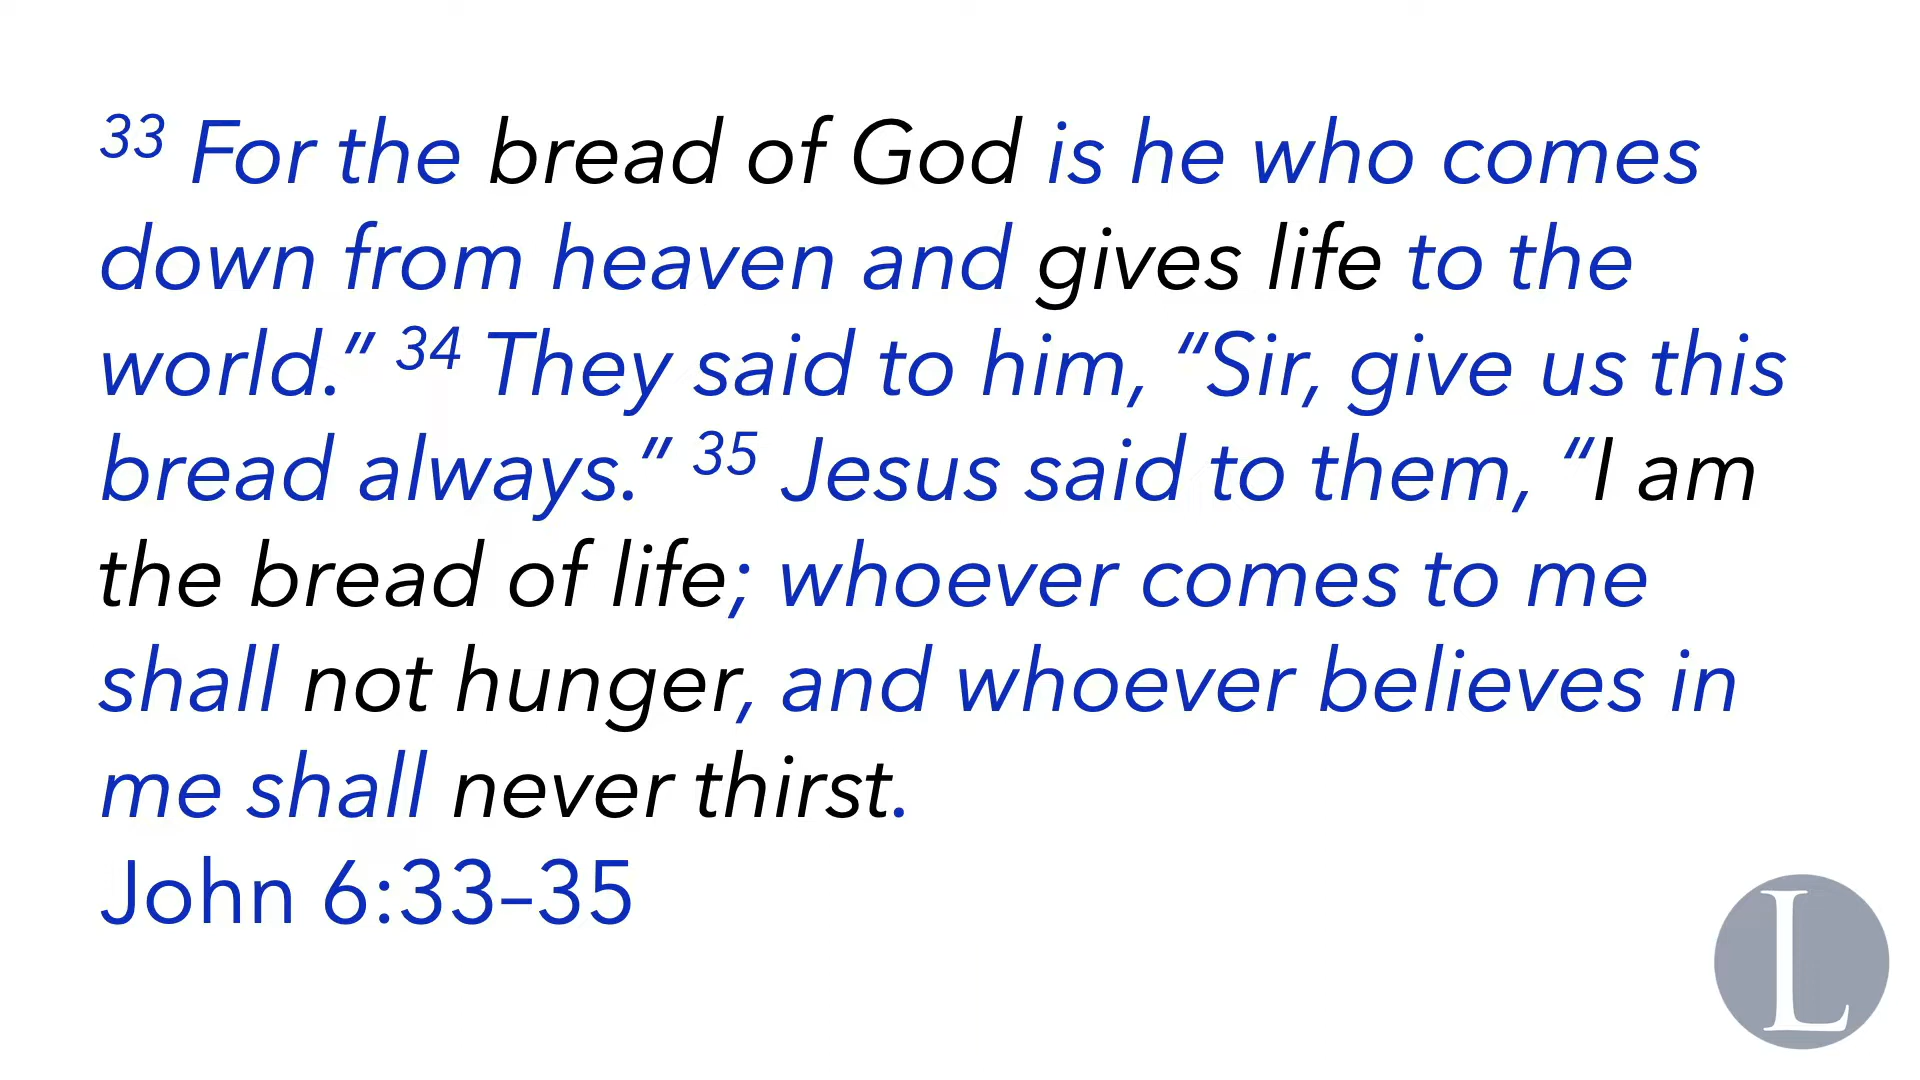 33 For the bread of God is he who comes
down from heaven and gives life to the
world.” 34 They said to him, “Sir, give us this
bread always.” 35 Jesus said to them, “I am
the bread of life; whoever comes to me
shall not hunger, and whoever believes in
me shall never thirst.
John 6:33–35
L